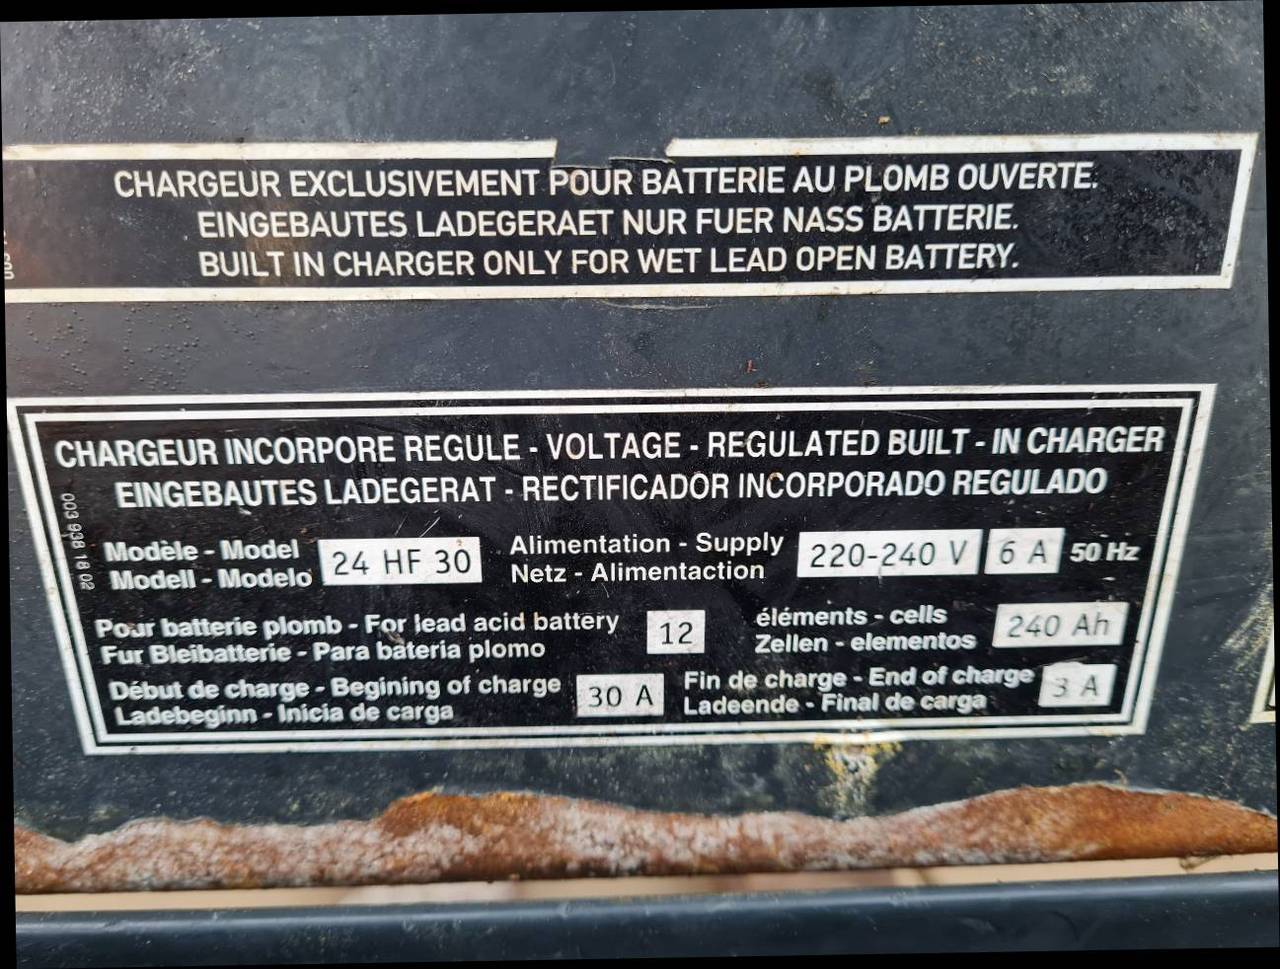 CHARGEUR EXCLUSIVEMENT POUR BATTERIE AU PLOMB OUVERTE.
EINGEBAUTES LADEGERAET NUR FUER NASS BATTERIE.
BUILT IN CHARGER ONLY FOR WET LEAD OPEN BATTERY.
CHARGEUR INCORPORE REGULE - VOLTAGE - REGULATED BUILT - IN CHARGER
EINGEBAUTES LADEGERAT - RECTIFICADOR INCORPORADO REGULADO
003 938 18 02
Modèle - Model 24 HF 30 Alimentation - Supply 220-240 V 6 A 50 Hz
Modell - Modelo Netz - Alimentaction
Pour batterie plomb - For lead acid battery 12 éléments - cells 240 Ah
Fur Bleibatterie - Para bateria plomo Zellen - elementos
Début de charge - Begining of charge 30 A Fin de charge - End of charge 3 A
Ladebeginn - Inicia de carga Ladeende - Final de carga